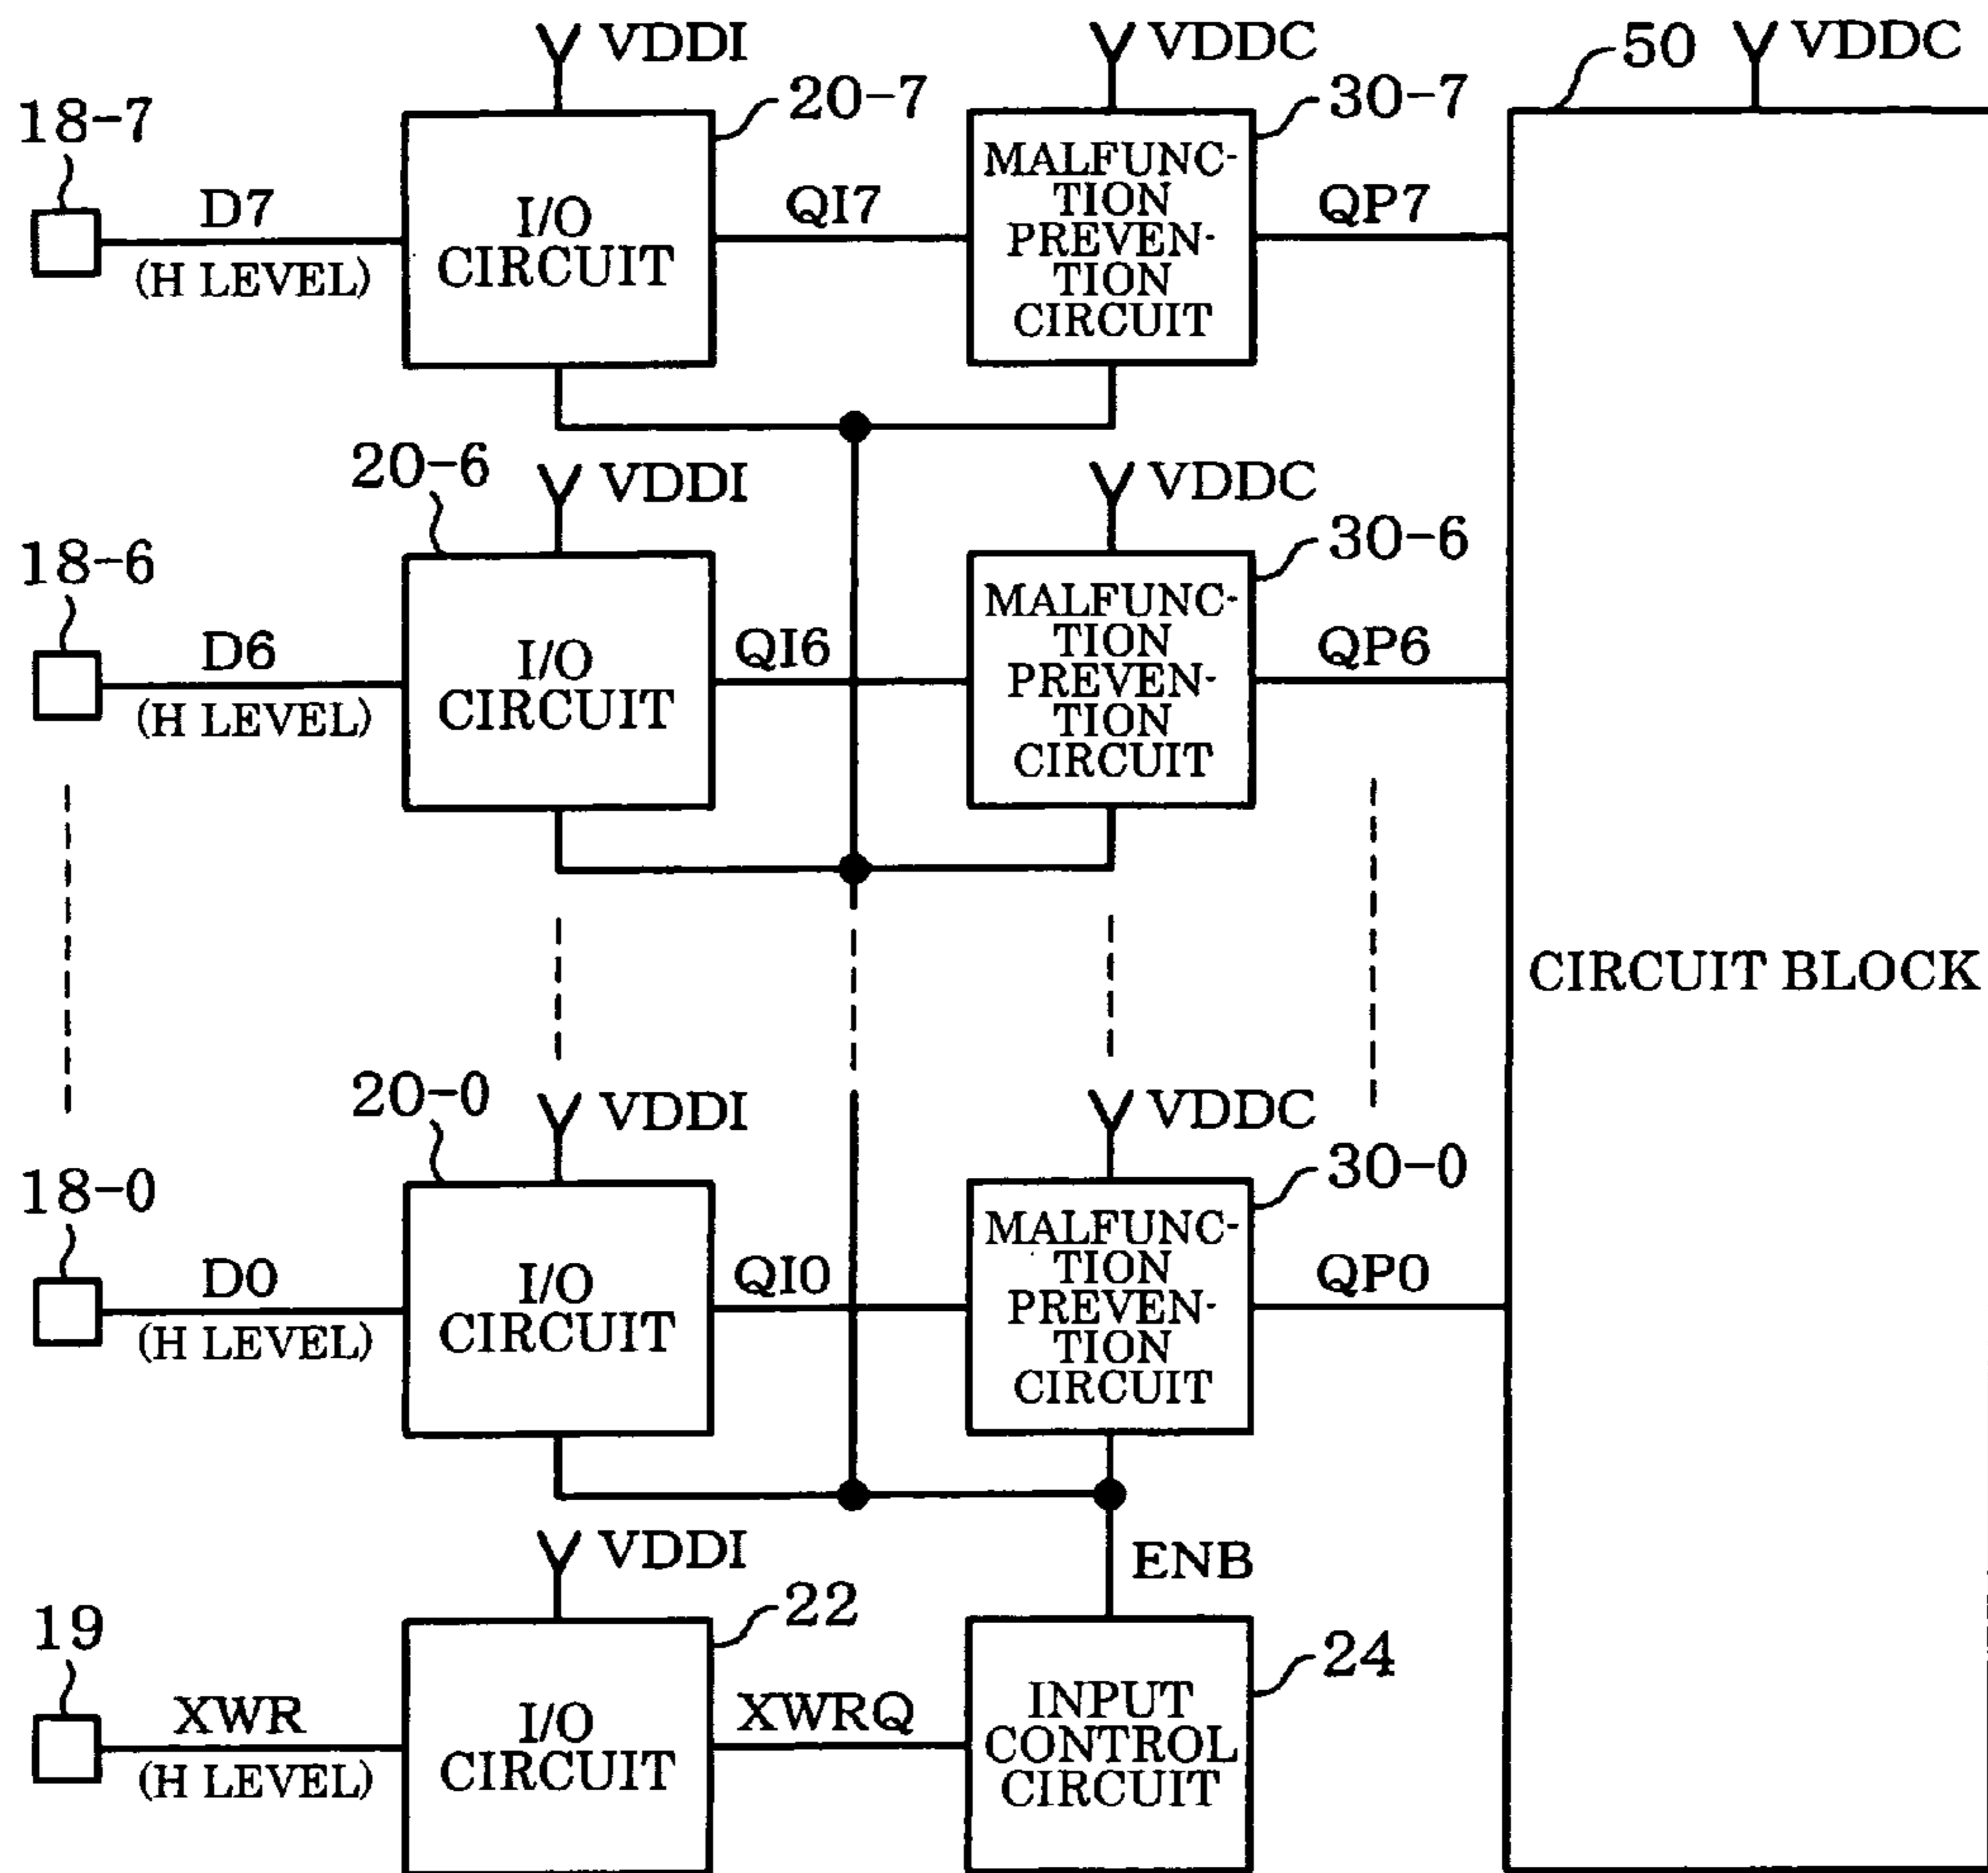 VDDI
VDDC
50
VDDC
18-7
20-7
30-7
D7
(H LEVEL)
I/O
CIRCUIT
QI7
MALFUNC-
TION
PREVEN-
TION
CIRCUIT
QP7
20-6
VDDI
VDDC
18-6
30-6
D6
(H LEVEL)
I/O
CIRCUIT
QI6
MALFUNC-
TION
PREVEN-
TION
CIRCUIT
QP6
CIRCUIT BLOCK
20-0
VDDI
VDDC
18-0
30-0
D0
(H LEVEL)
I/O
CIRCUIT
QI0
MALFUNC-
TION
PREVEN-
TION
CIRCUIT
QP0
VDDI
ENB
19
22
24
XWR
(H LEVEL)
I/O
CIRCUIT
XWRQ
INPUT
CONTROL
CIRCUIT